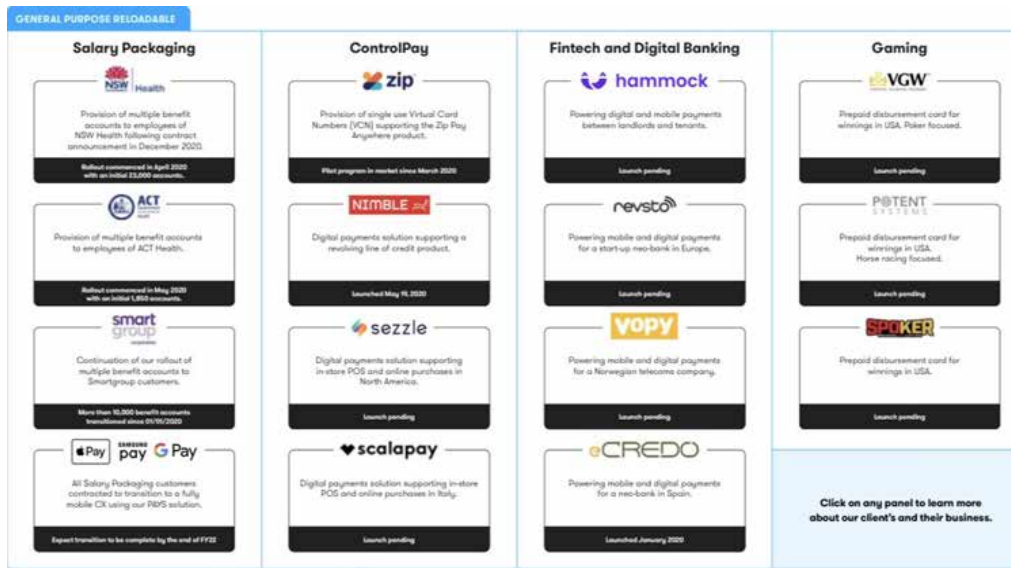 GENERAL PURPOSE RELOADABLE
Salary Packaging
NSW Health
Provision of multiple benefit
accounts to employees of
NSW Health following contract
announcement in December 2020.
Rollout commenced in April 2020
with an initial 23,000 accounts.
ACT
Provision of multiple benefit accounts
to employees of ACT Health.
Rollout commenced in May 2020
with an initial 1,850 accounts.
smart
group
corporation
Continuation of our rollout of
multiple benefit accounts to
Smartgroup customers.
More than 10,000 benefit accounts
transitioned since 01/01/2020
Pay SAMSUNG pay G Pay
All Salary Packaging customers
contracted to transition to a fully
mobile CX using our PAYS solution.
Expect transition to be complete by the end of FY22
ControlPay
zip
Provision of single use Virtual Card
Numbers (VCN) supporting the Zip Pay
Anywhere product.
Pilot program in market since March 2020
NIMBLE
Digital payments solution supporting a
revolving line of credit product.
Launched May 19, 2020
sezzle
Digital payments solution supporting
in-store POS and online purchases in
North America.
Launch pending
scalapay
Digital payments solution supporting in-store
POS and online purchases in Italy.
Launch pending
Fintech and Digital Banking
hammock
Powering digital and mobile payments
between landlords and tenants.
Launch pending
revsto
Powering mobile and digital payments
for a start-up neo-bank in Europe.
Launch pending
VOPY
Powering mobile and digital payments
for a Norwegian telecoms company.
Launch pending
eCREDO
Powering mobile and digital payments
for a neo-bank in Spain.
Launched January 2020
Gaming
VGW
Prepaid disbursement card for
winnings in USA. Poker focused.
Launch pending
POTENT
SYSTEMS
Prepaid disbursement card for
winnings in USA.
Horse racing focused.
Launch pending
SPOKER
Prepaid disbursement card for
winnings in USA.
Launch pending
Click on any panel to learn more
about our client's and their business.